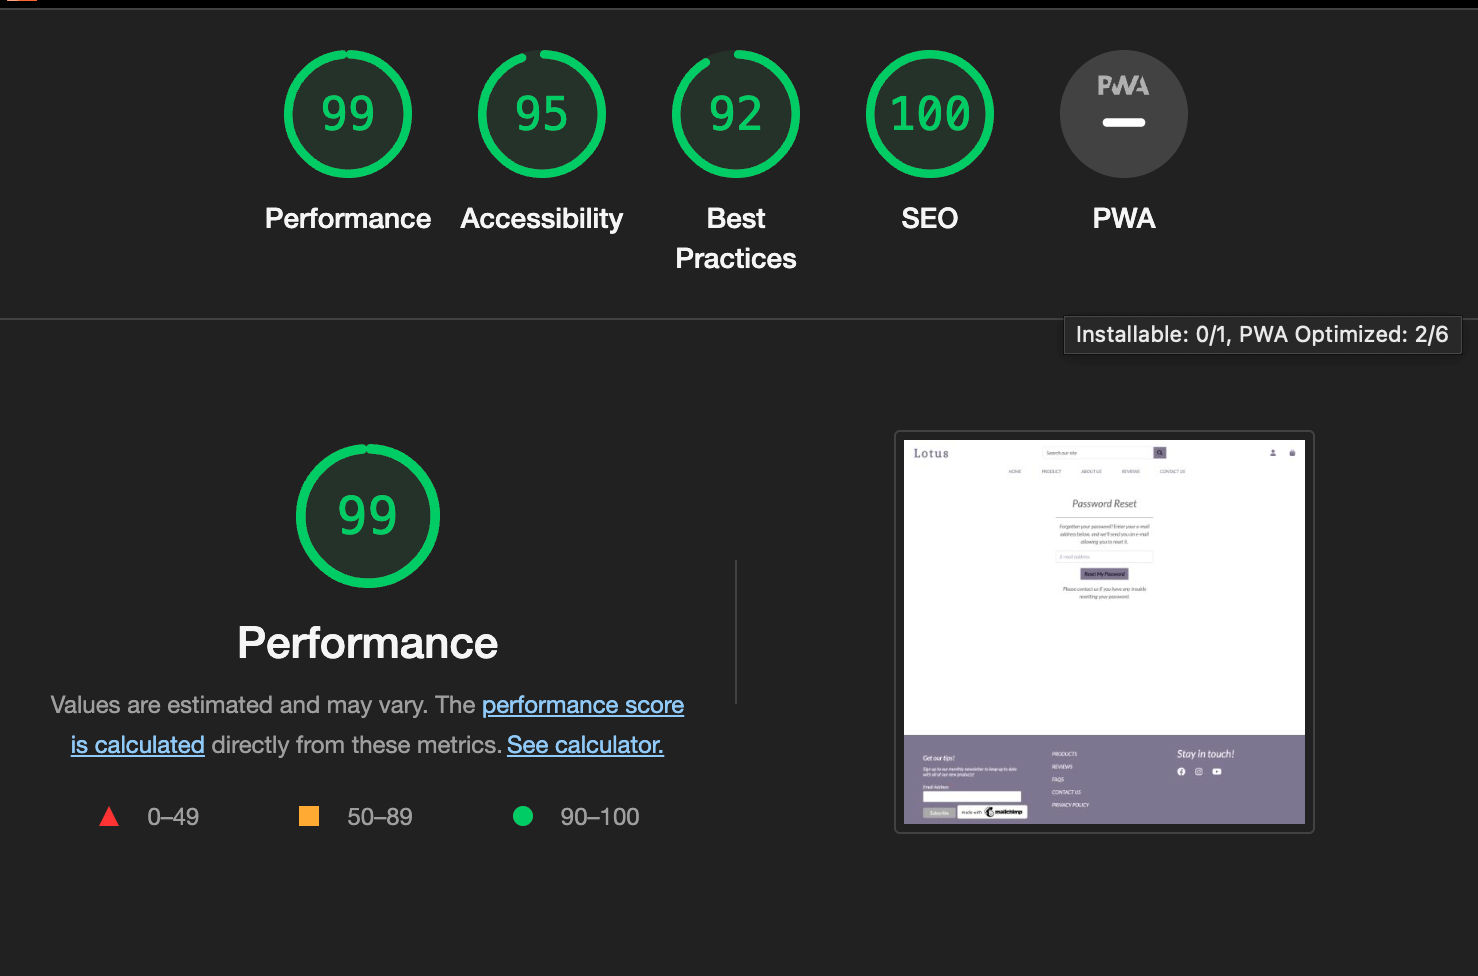 99
95
92
100
PWA
Performance
Accessibility
Best
Practices
SEO
PWA
Installable: 0/1, PWA Optimized: 2/6
99
Performance
Values are estimated and may vary. The performance score
is calculated directly from these metrics. See calculator.
0–49
50–89
90–100
Lotus
Search our site
HOME
PRODUCT
ABOUT US
REVIEWS
CONTACT US
Password Reset
Forgotten your password? Enter your e-mail
address below, and we'll send you an e-mail
allowing you to reset it.
E-mail address
Reset My Password
Please contact us if you have any trouble
resetting your password.
Get our tips!
Sign up to our monthly newsletter to keep up to date
with all of our new products!
Email Address
Subscribe
made with
mailchimp
PRODUCTS
REVIEWS
FAQS
CONTACT US
PRIVACY POLICY
Stay in touch!